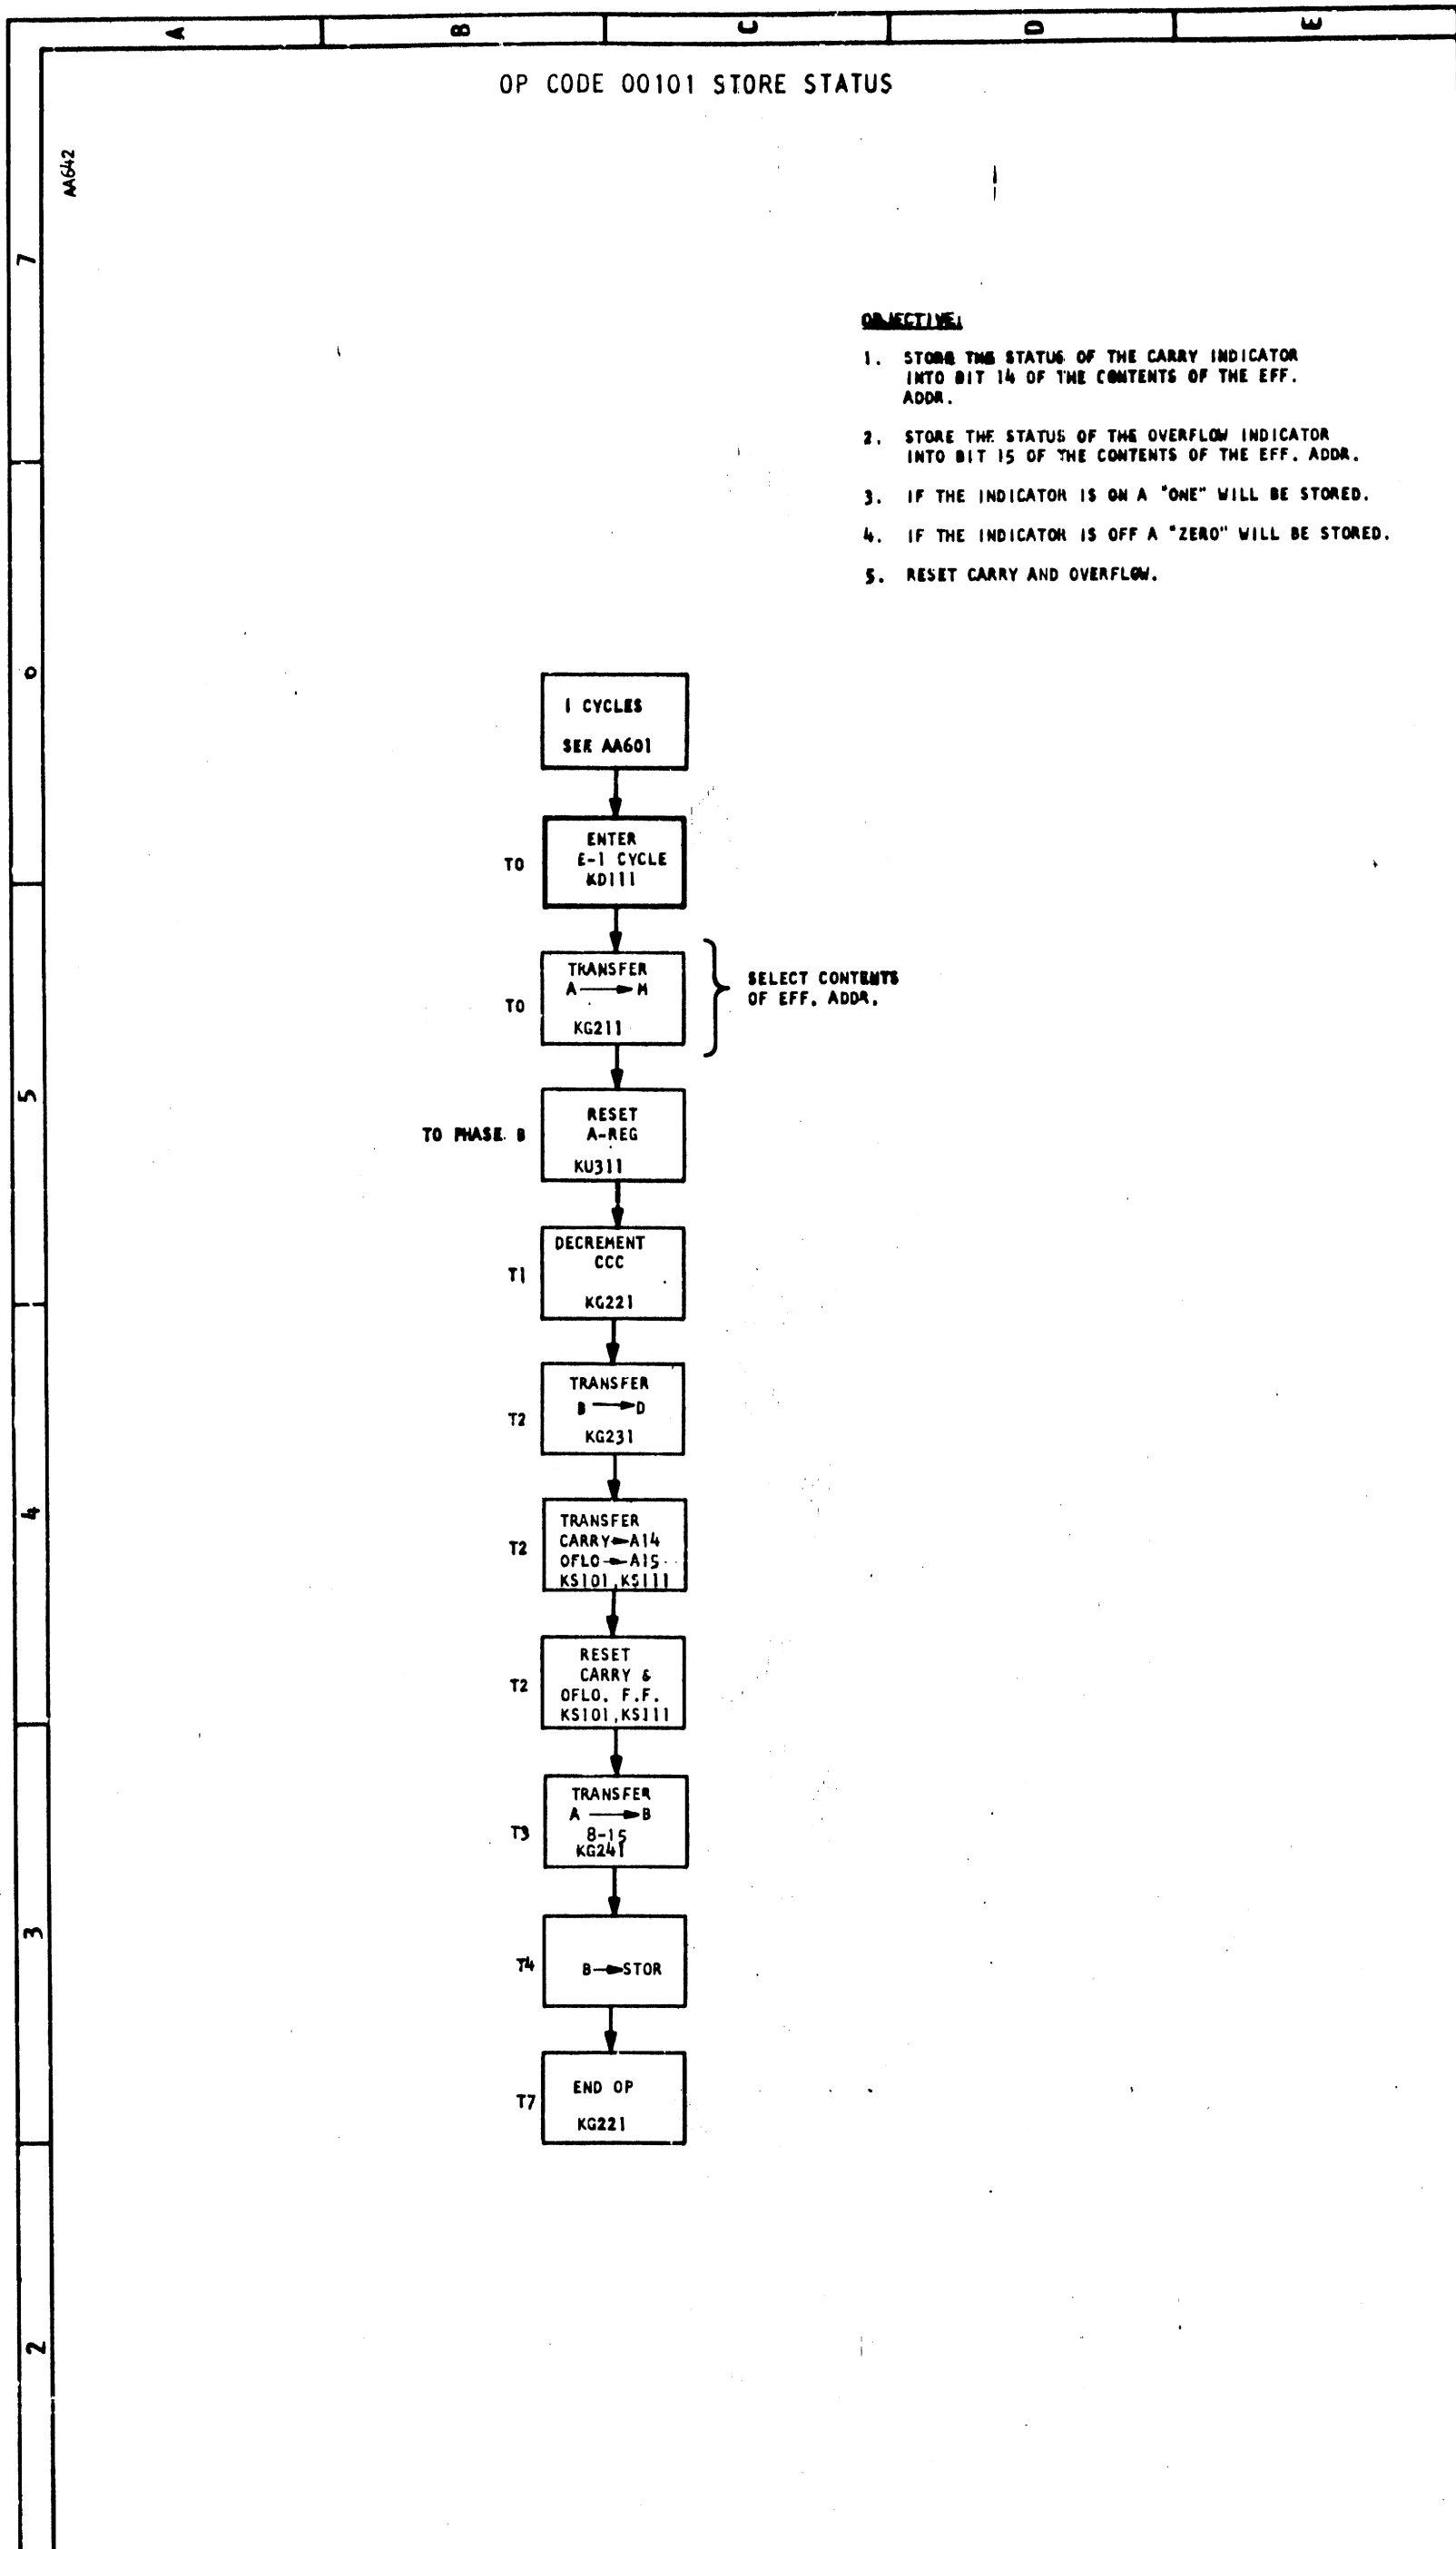 A B C D E
OP CODE 00101 STORE STATUS
AA642
7
OBJECTIVE:
1. STORE THE STATUS OF THE CARRY INDICATOR
INTO BIT 14 OF THE CONTENTS OF THE EFF.
ADDR.
2. STORE THE STATUS OF THE OVERFLOW INDICATOR
INTO BIT 15 OF THE CONTENTS OF THE EFF. ADDR.
3. IF THE INDICATOR IS ON A "ONE" WILL BE STORED.
4. IF THE INDICATOR IS OFF A "ZERO" WILL BE STORED.
5. RESET CARRY AND OVERFLOW.
6
I CYCLES
SEE AA601
T0
ENTER
E-1 CYCLE
KD111
T0
TRANSFER
A → M
KG211
SELECT CONTENTS
OF EFF. ADDR.
5
T0 PHASE B
RESET
A-REG
KU311
T1
DECREMENT
CCC
KG221
T2
TRANSFER
B → D
KG231
4
T2
TRANSFER
CARRY → A14
OFLO → A15
KS101,KS111
T2
RESET
CARRY &
OFLO. F.F.
KS101,KS111
T3
TRANSFER
A → B
8-15
KG241
3
T4
B → STOR
T7
END OP
KG221
2